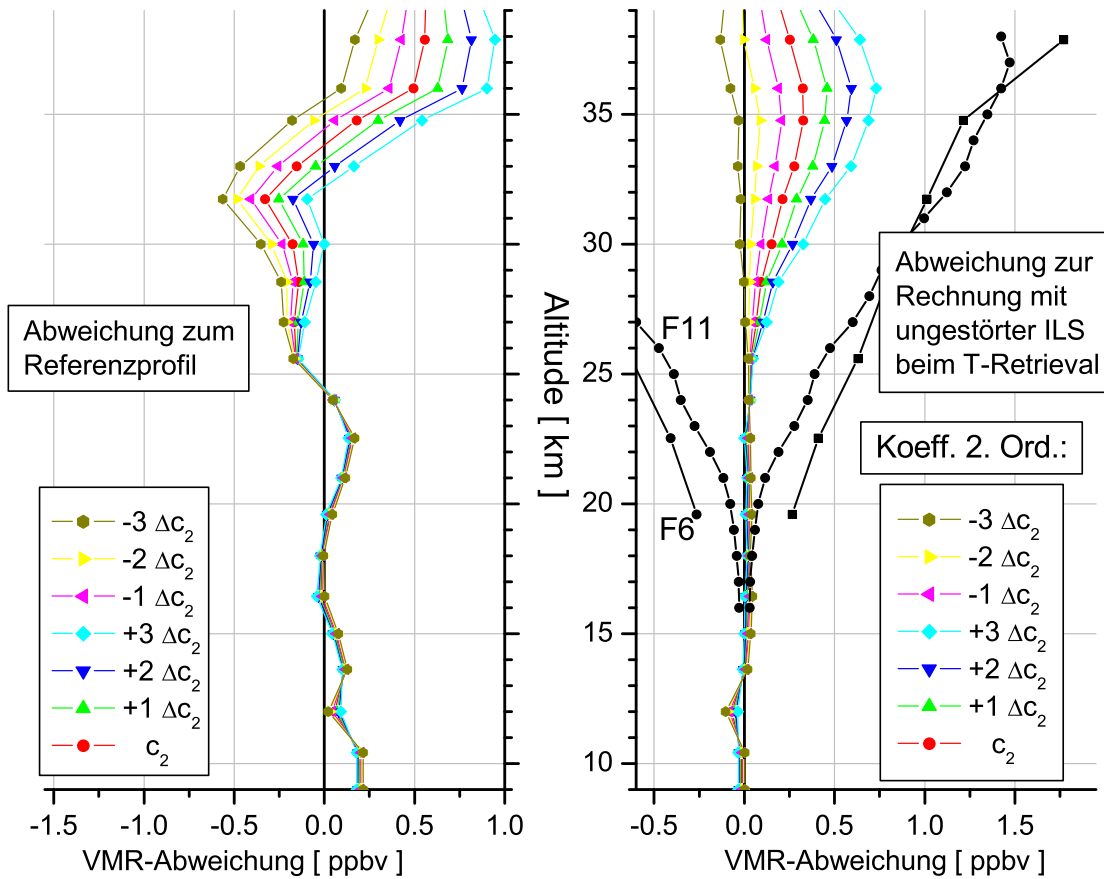 Abweichung zum
Referenzprofil
-3 Δc2
-2 Δc2
-1 Δc2
+3 Δc2
+2 Δc2
+1 Δc2
c2
-1.5 -1.0 -0.5 0.0 0.5 1.0
VMR-Abweichung [ ppbv ]
Altitude [ km ]
35
30
25
20
15
10
F11
F6
Abweichung zur
Rechnung mit
ungestörter ILS
beim T-Retrieval
Koeff. 2. Ord.:
-3 Δc2
-2 Δc2
-1 Δc2
+3 Δc2
+2 Δc2
+1 Δc2
c2
-0.5 0.0 0.5 1.0 1.5
VMR-Abweichung [ ppbv ]